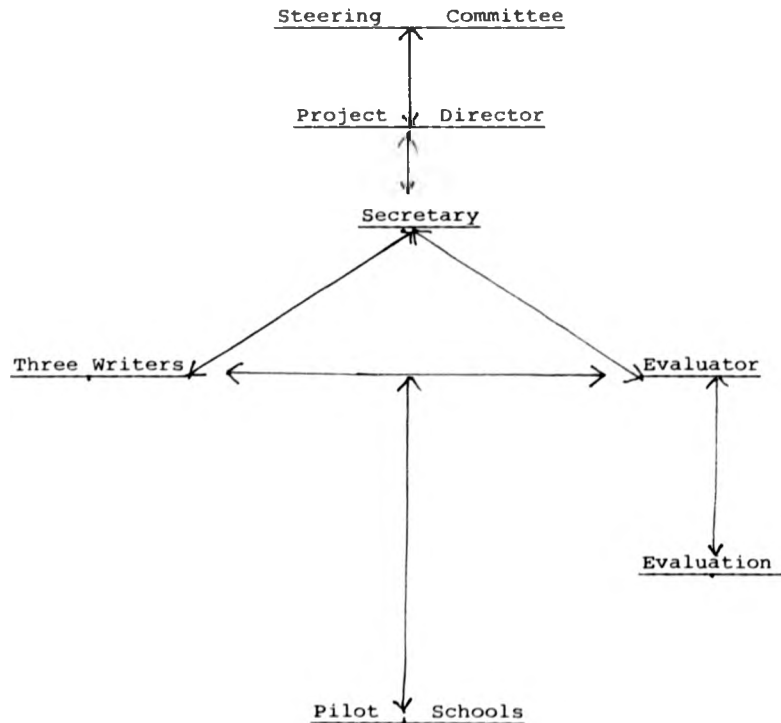 Steering Committee
Project Director
Secretary
Three Writers Evaluator
Evaluation
Pilot Schools